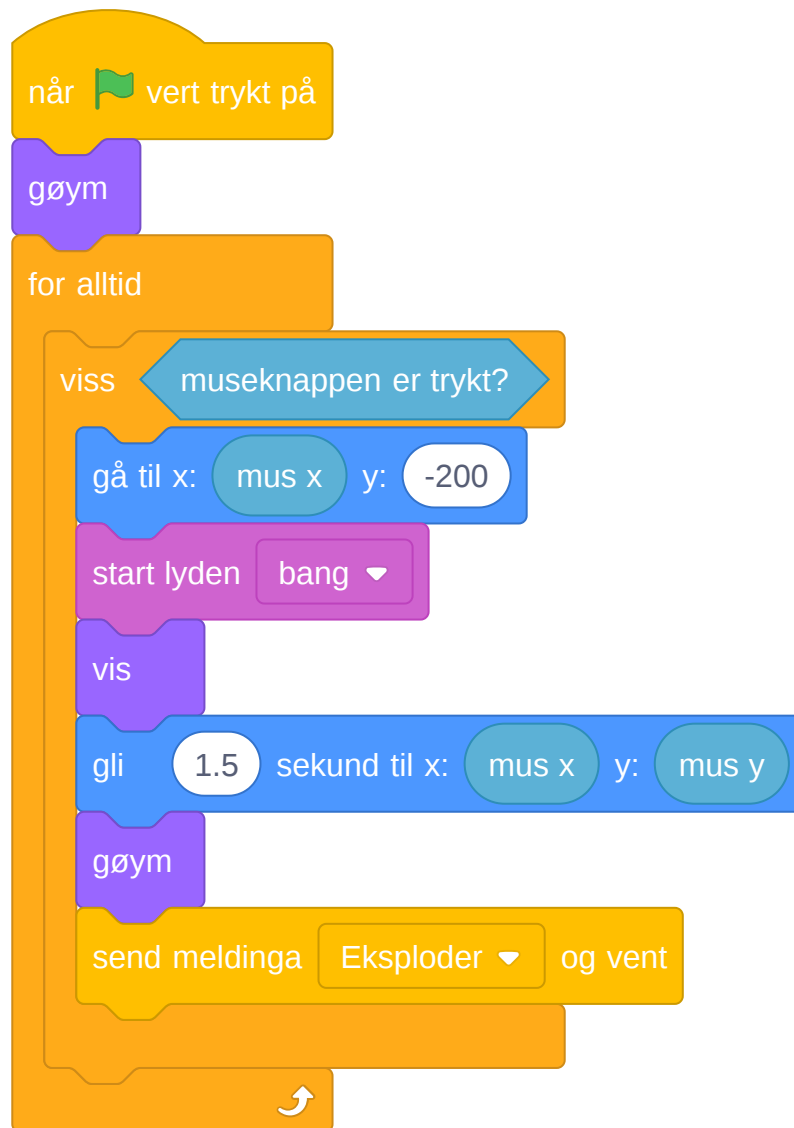 når vert trykt på
gøym
for alltid
viss museknappen er trykt?
gå til x: mus x y: -200
start lyden bang
vis
gli 1.5 sekund til x: mus x y: mus y
gøym
send meldinga Eksploder og vent